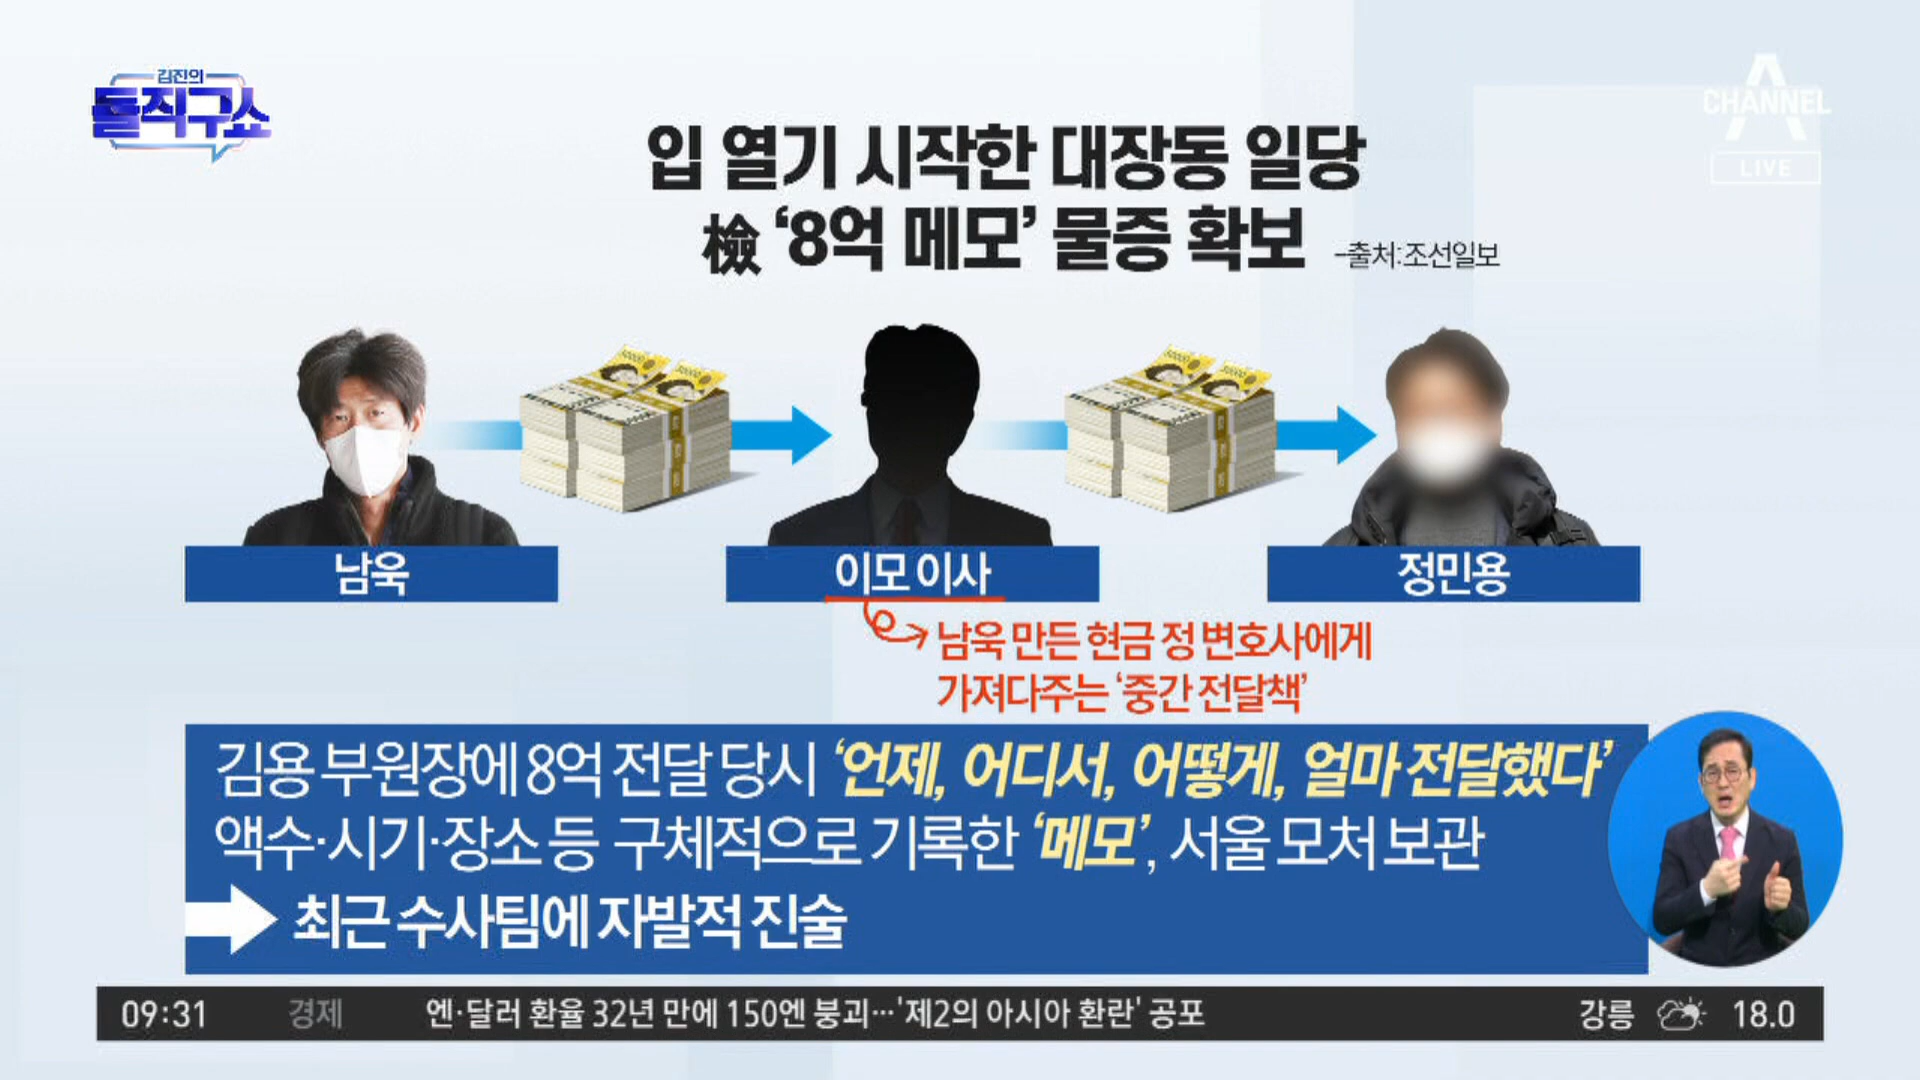 김진의
돌직구쇼
CHANNEL A
LIVE
입 열기 시작한 대장동 일당
檢 ‘8억 메모’ 물증 확보 -출처:조선일보
남욱
이모 이사
정민용
남욱 만든 현금 정 변호사에게
가져다주는 ‘중간 전달책’
김용 부원장에 8억 전달 당시 ‘언제, 어디서, 어떻게, 얼마 전달했다’
액수·시기·장소 등 구체적으로 기록한 ‘메모’, 서울 모처 보관
최근 수사팀에 자발적 진술
09:31 경제 엔·달러 환율 32년 만에 150엔 붕괴…'제2의 아시아 환란' 공포 강릉 18.0